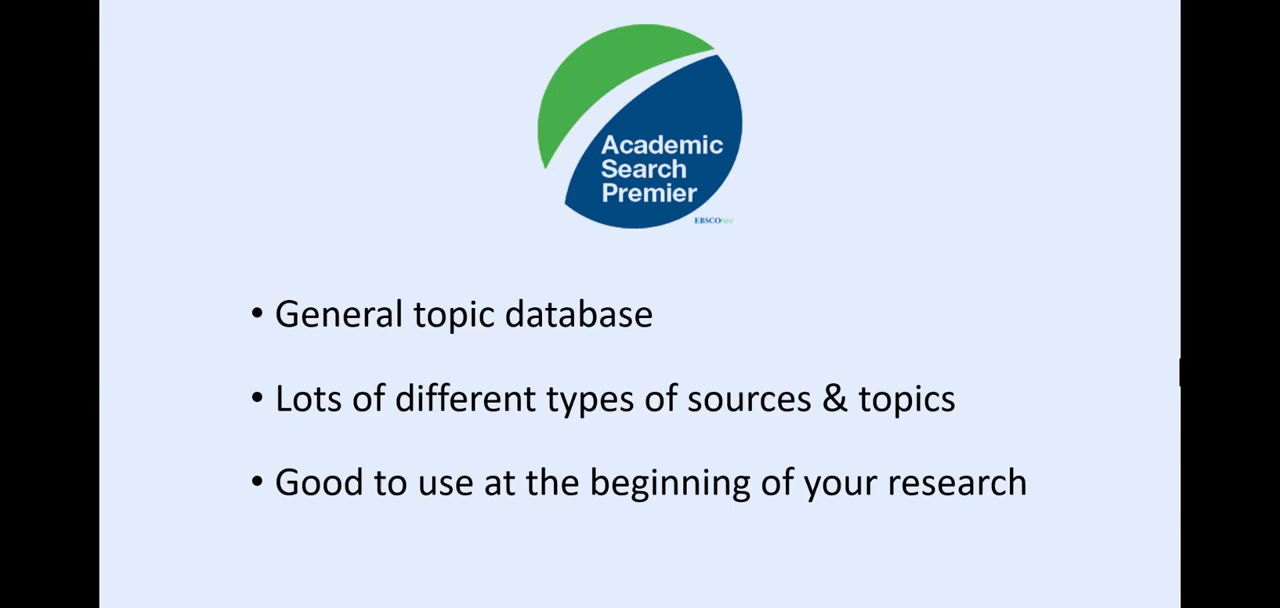 Academic
Search
Premier
EBSCOhost
• General topic database
• Lots of different types of sources & topics
• Good to use at the beginning of your research